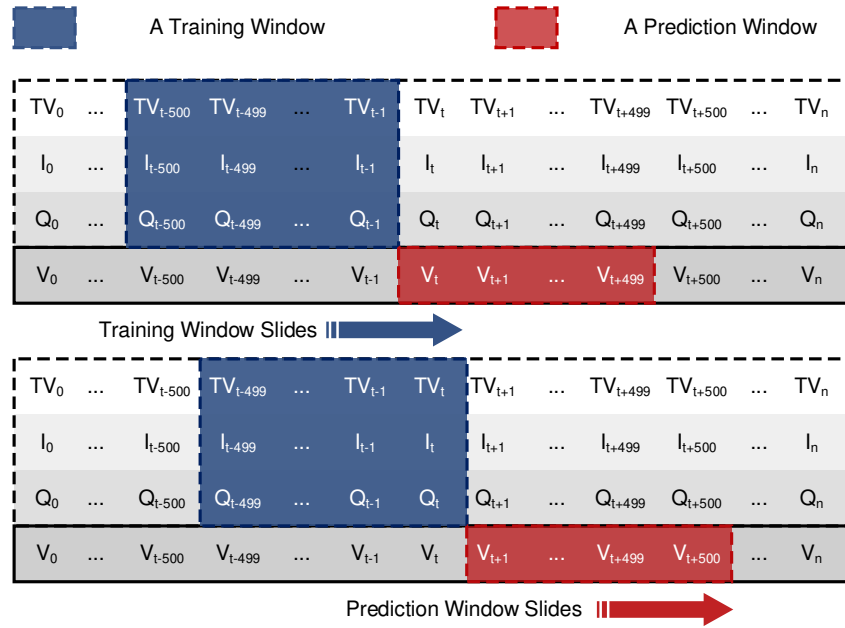 A Training Window A Prediction Window
TV₀ ... TVₜ₋₅₀₀ TVₜ₋₄₉₉ ... TVₜ₋₁ TVₜ TVₜ₊₁ ... TVₜ₊₄₉₉ TVₜ₊₅₀₀ ... TVₙ
I₀ ... Iₜ₋₅₀₀ Iₜ₋₄₉₉ ... Iₜ₋₁ Iₜ Iₜ₊₁ ... Iₜ₊₄₉₉ Iₜ₊₅₀₀ ... Iₙ
Q₀ ... Qₜ₋₅₀₀ Qₜ₋₄₉₉ ... Qₜ₋₁ Qₜ Qₜ₊₁ ... Qₜ₊₄₉₉ Qₜ₊₅₀₀ ... Qₙ
V₀ ... Vₜ₋₅₀₀ Vₜ₋₄₉₉ ... Vₜ₋₁ Vₜ Vₜ₊₁ ... Vₜ₊₄₉₉ Vₜ₊₅₀₀ ... Vₙ
Training Window Slides
TV₀ ... TVₜ₋₅₀₀ TVₜ₋₄₉₉ ... TVₜ₋₁ TVₜ TVₜ₊₁ ... TVₜ₊₄₉₉ TVₜ₊₅₀₀ ... TVₙ
I₀ ... Iₜ₋₅₀₀ Iₜ₋₄₉₉ ... Iₜ₋₁ Iₜ Iₜ₊₁ ... Iₜ₊₄₉₉ Iₜ₊₅₀₀ ... Iₙ
Q₀ ... Qₜ₋₅₀₀ Qₜ₋₄₉₉ ... Qₜ₋₁ Qₜ Qₜ₊₁ ... Qₜ₊₄₉₉ Qₜ₊₅₀₀ ... Qₙ
V₀ ... Vₜ₋₅₀₀ Vₜ₋₄₉₉ ... Vₜ₋₁ Vₜ Vₜ₊₁ ... Vₜ₊₄₉₉ Vₜ₊₅₀₀ ... Vₙ
Prediction Window Slides